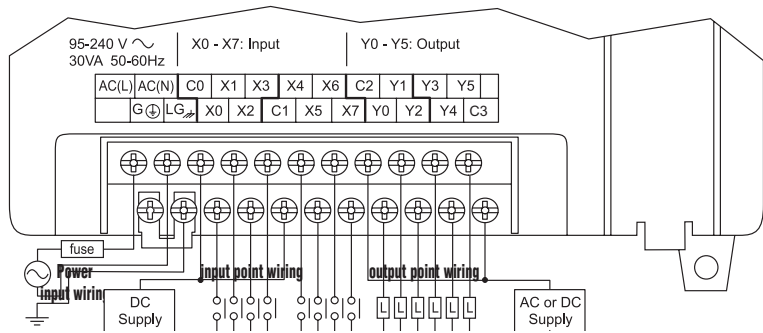 95-240 V ~ X0 - X7: Input Y0 - Y5: Output
30VA 50-60Hz
AC(L) AC(N) C0 X1 X3 X4 X6 C2 Y1 Y3 Y5
G LG X0 X2 C1 X5 X7 Y0 Y2 Y4 C3
fuse
Power input point wiring output point wiring
input wiring
DC AC or DC
Supply Supply
L L L L L L